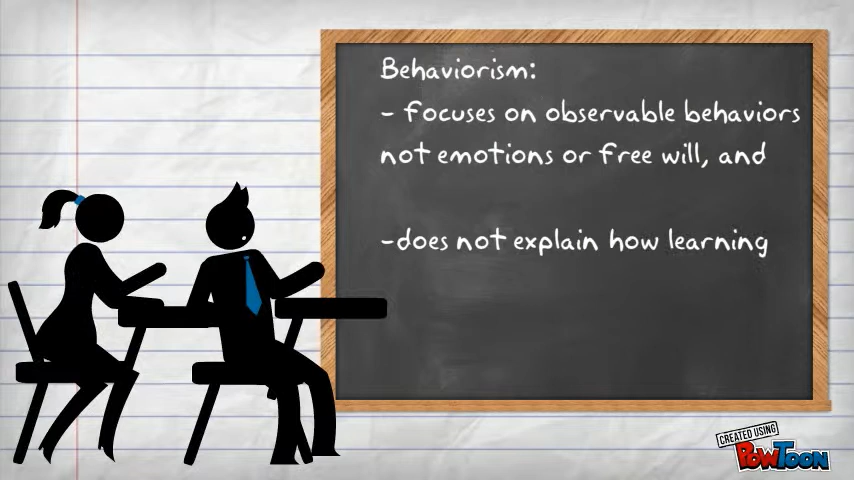 Behaviorism:
- focuses on observable behaviors
not emotions or free will, and
-does not explain how learning
CREATED USING
POWTOON